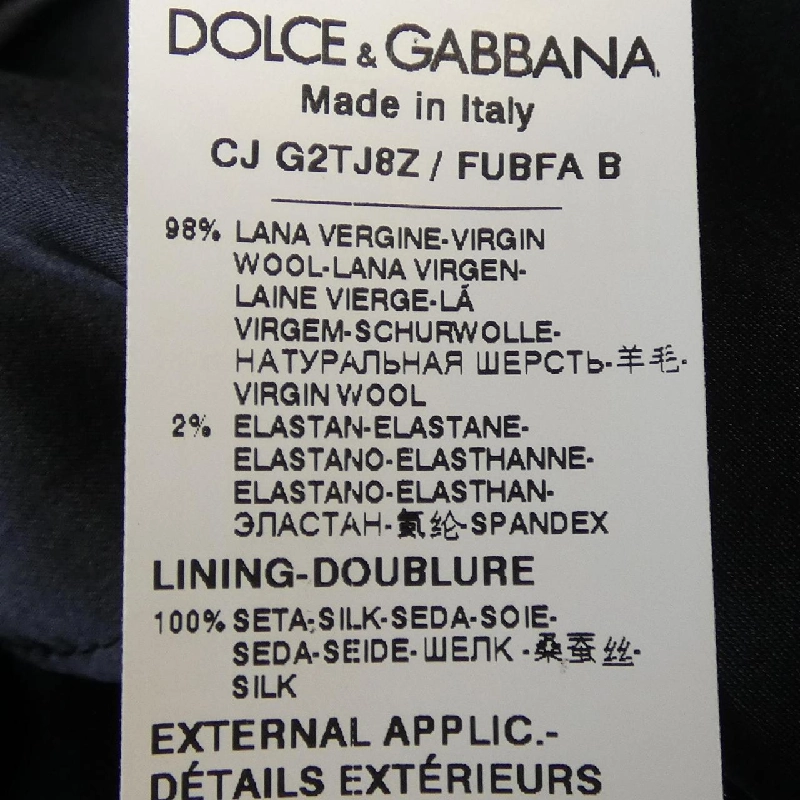 DOLCE & GABBANA
Made in Italy
CJ G2TJ8Z / FUBFA B
98% LANA VERGINE-VIRGIN
WOOL-LANA VIRGEN-
LAINE VIERGE-LÃ
VIRGEM-SCHURWOLLE-
НАТУРАЛЬНАЯ ШЕРСТЬ-羊毛-
VIRGIN WOOL
2% ELASTAN-ELASTANE-
ELASTANO-ELASTHANNE-
ELASTANO-ELASTHAN-
ЭЛАСТАН-氨纶-SPANDEX
LINING-DOUBLURE
100% SETA-SILK-SEDA-SOIE-
SEDA-SEIDE-ШЕЛК-桑蚕丝-
SILK
EXTERNAL APPLIC.-
DÉTAILS EXTÉRIEURS